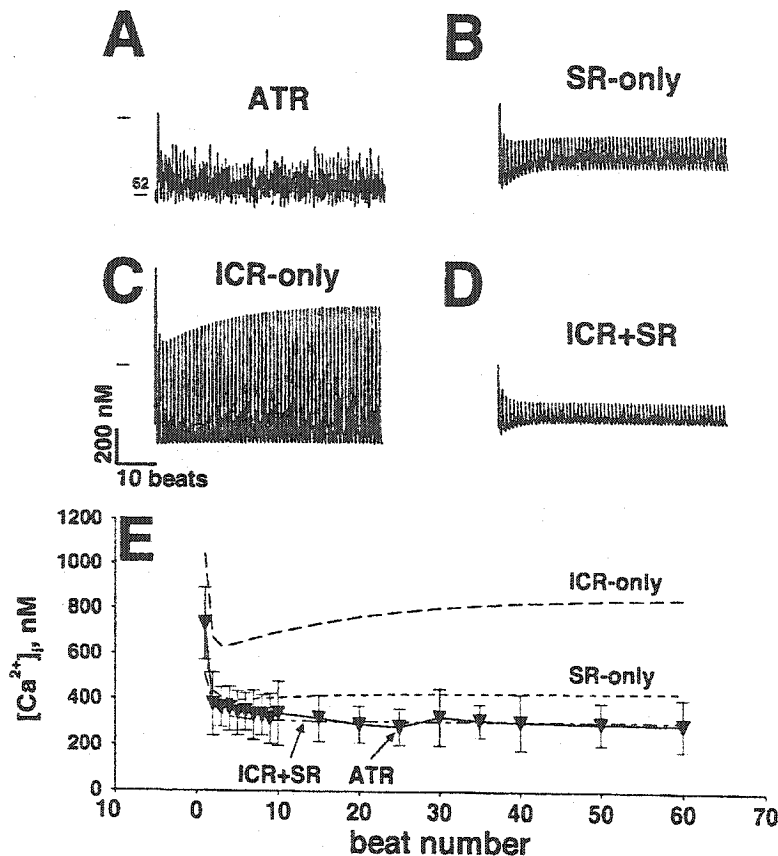 A
ATR
52
B
SR-only
C
ICR-only
D
ICR+SR
200 nM
10 beats
E
1200
1000
800
600
400
200
0
[Ca2+]i, nM
ICR-only
SR-only
ICR+SR
ATR
10 0 10 20 30 40 50 60 70
beat number